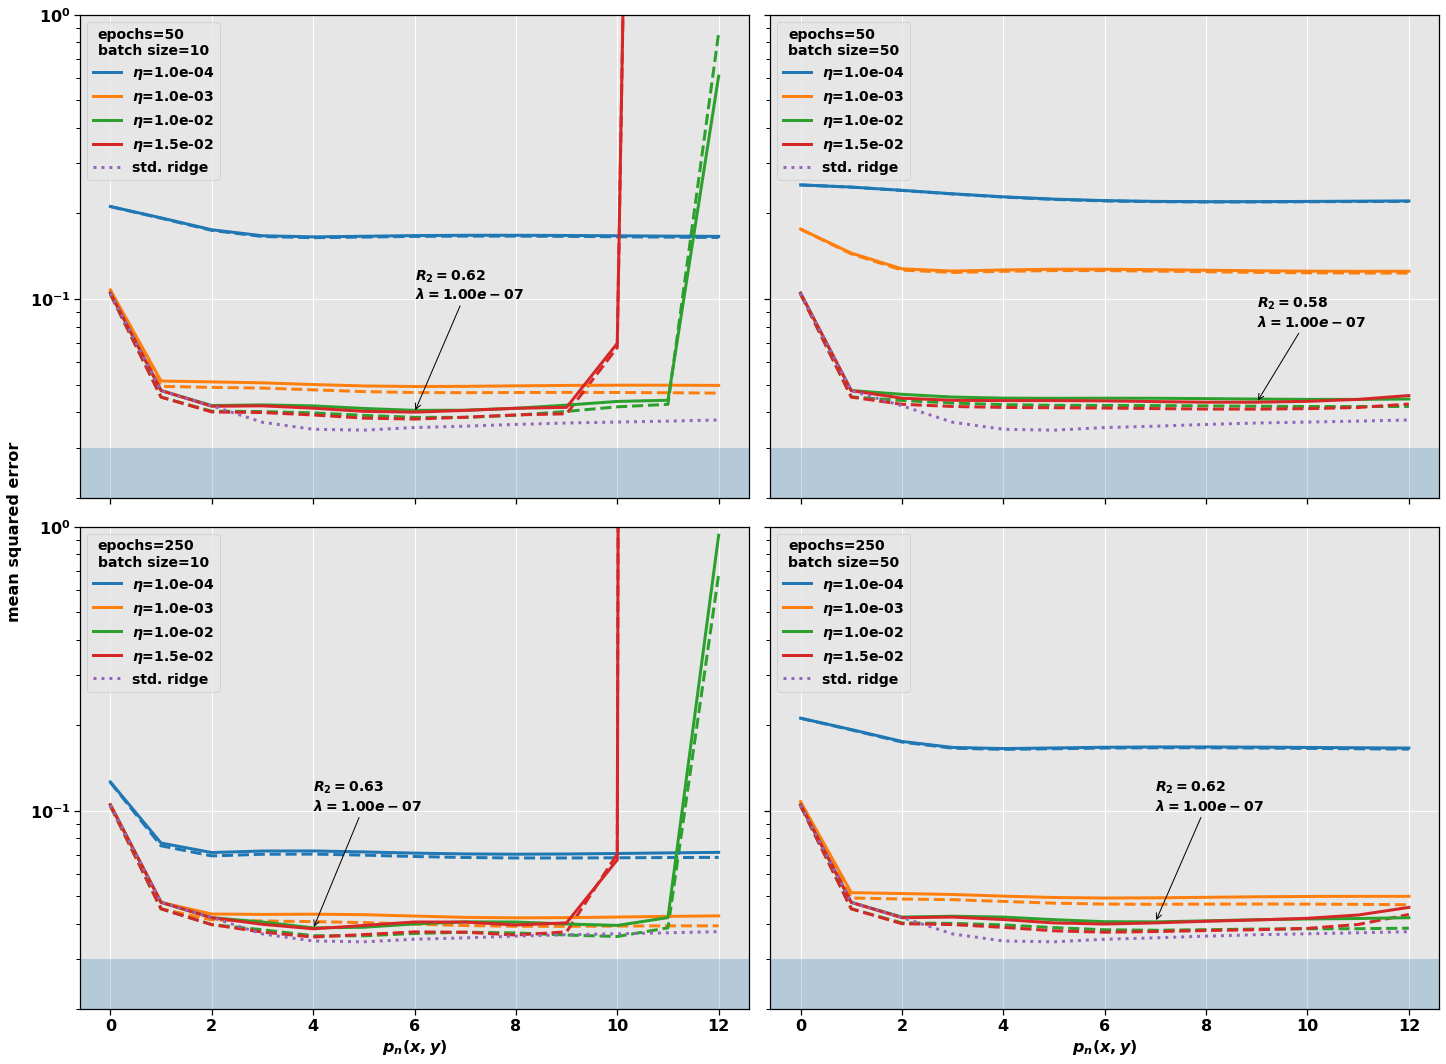 mean squared error
10⁰
10⁻¹
epochs=50
batch size=10
η=1.0e-04
η=1.0e-03
η=1.0e-02
η=1.5e-02
std. ridge
R₂ = 0.62
λ = 1.00e − 07
epochs=50
batch size=50
η=1.0e-04
η=1.0e-03
η=1.0e-02
η=1.5e-02
std. ridge
R₂ = 0.58
λ = 1.00e − 07
10⁰
10⁻¹
epochs=250
batch size=10
η=1.0e-04
η=1.0e-03
η=1.0e-02
η=1.5e-02
std. ridge
R₂ = 0.63
λ = 1.00e − 07
0 2 4 6 8 10 12
pₙ(x, y)
epochs=250
batch size=50
η=1.0e-04
η=1.0e-03
η=1.0e-02
η=1.5e-02
std. ridge
R₂ = 0.62
λ = 1.00e − 07
0 2 4 6 8 10 12
pₙ(x, y)